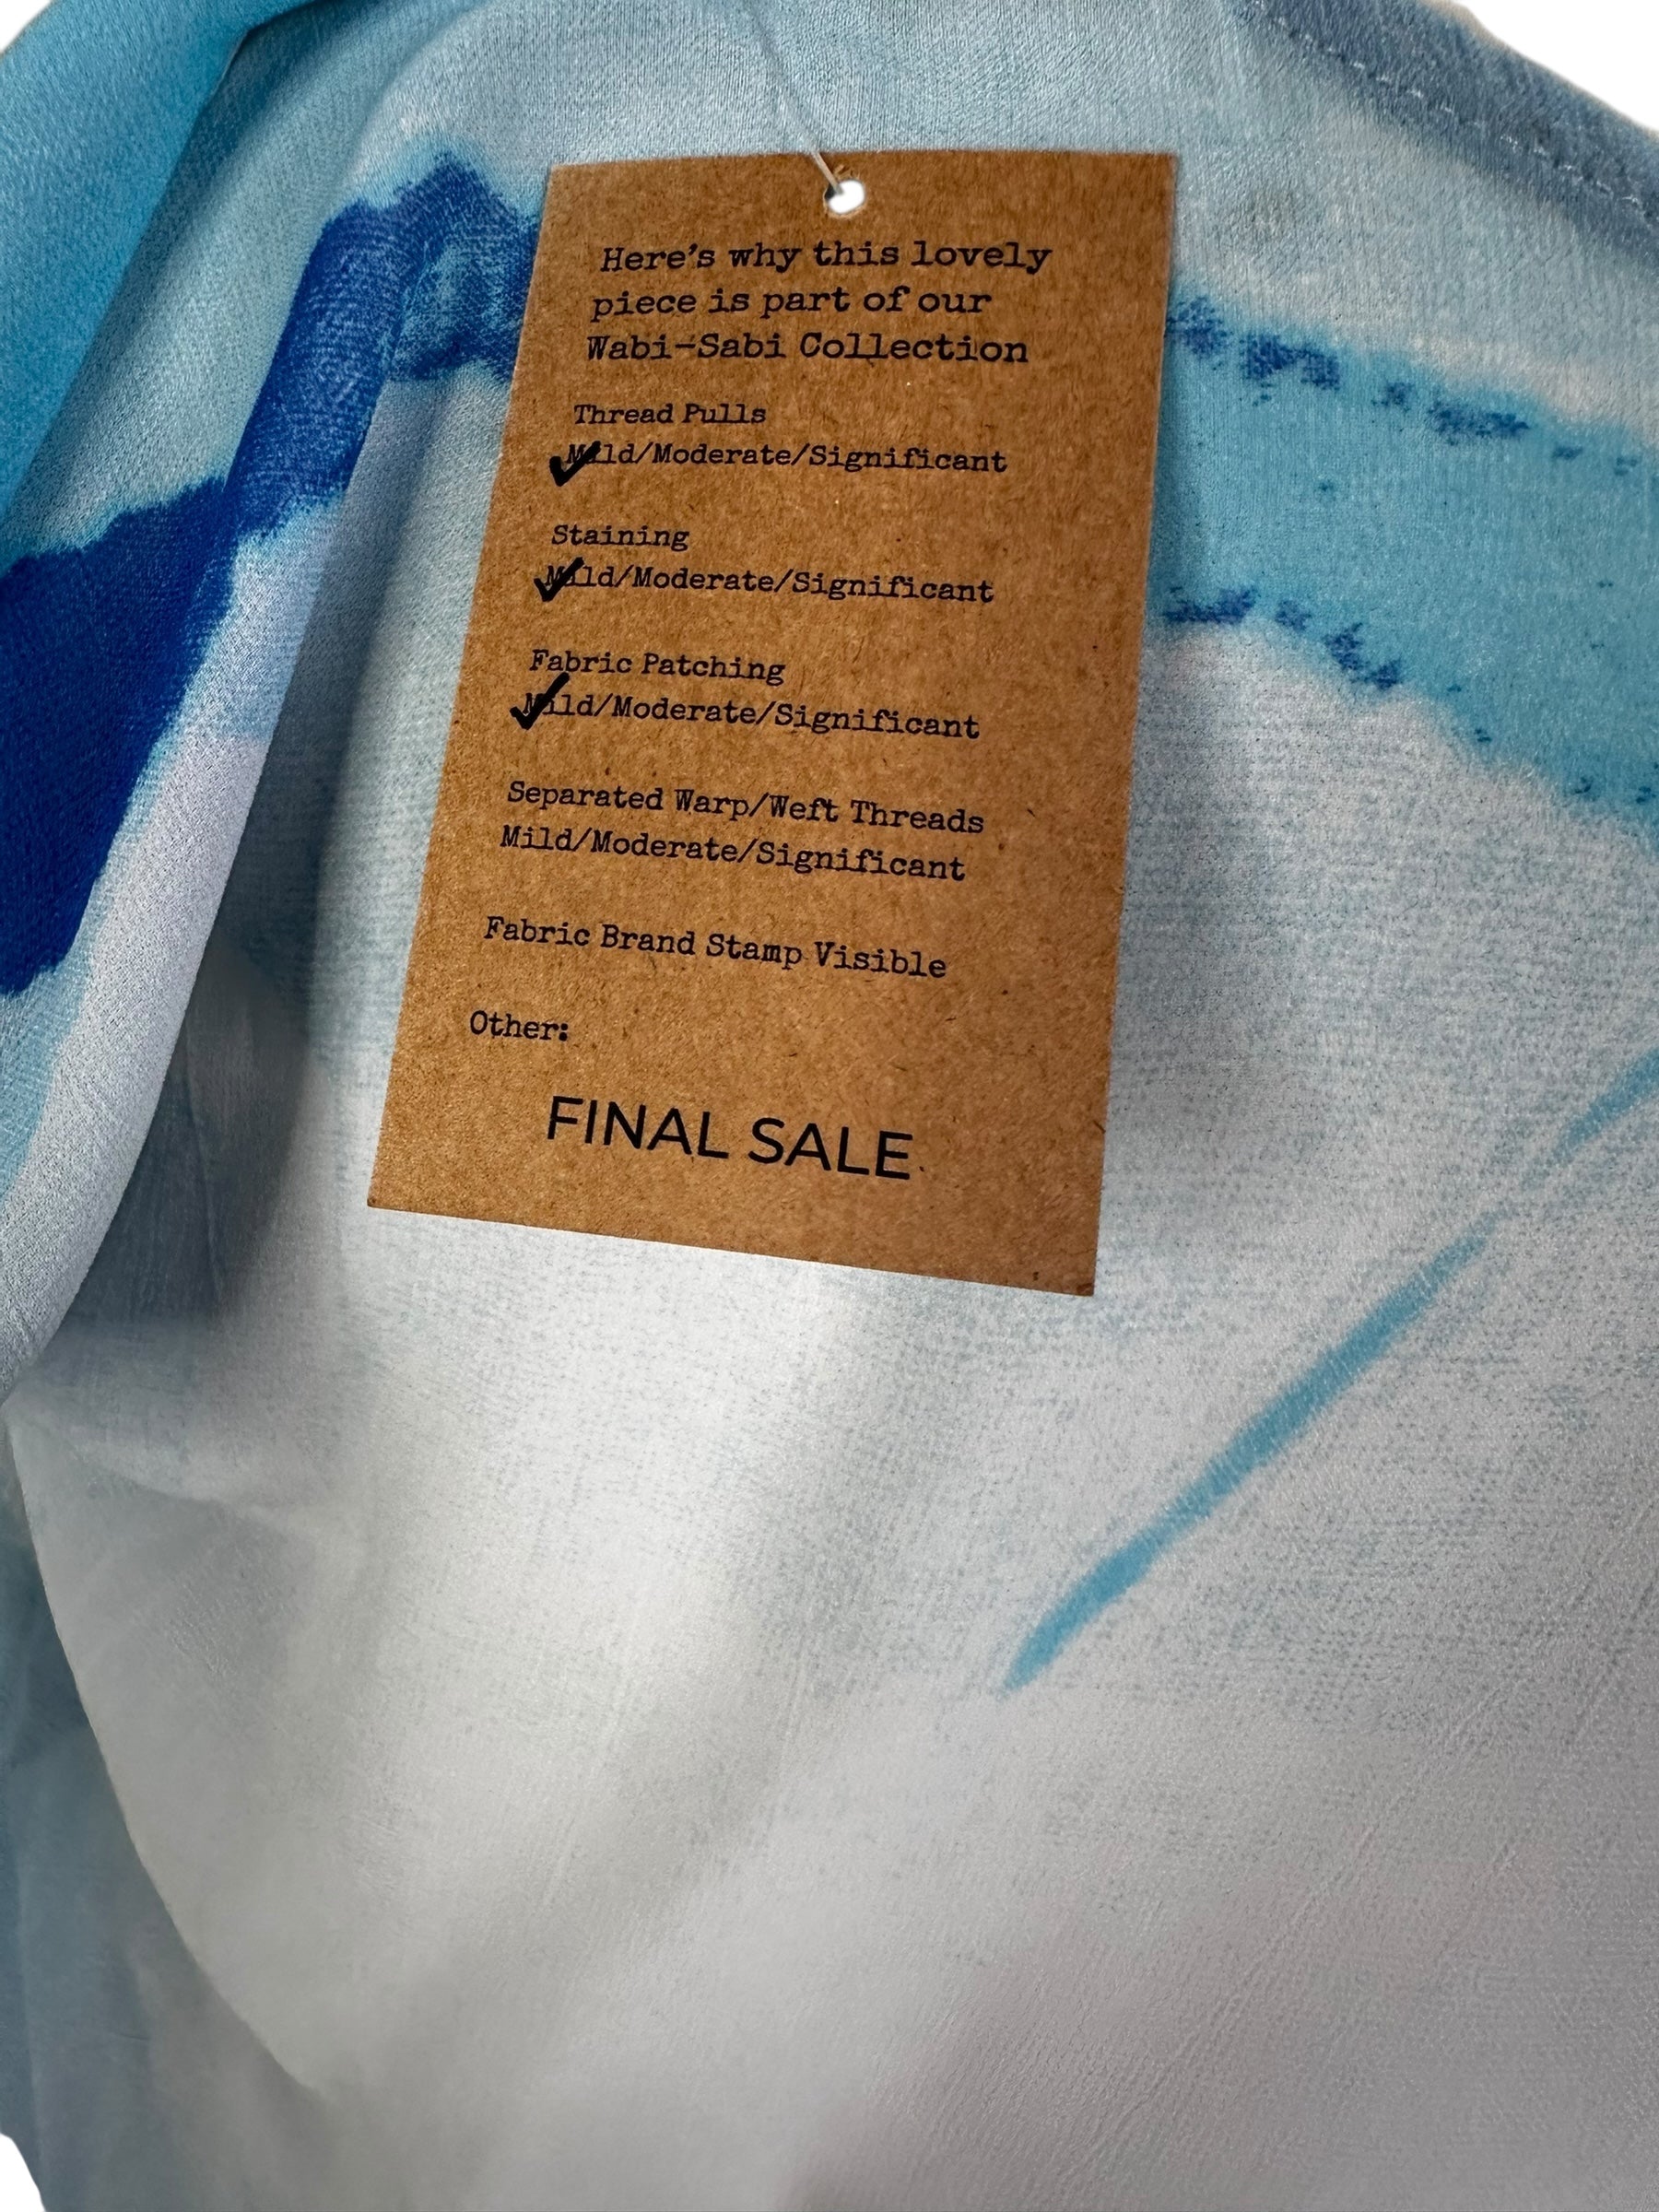 Here's why this lovely
piece is part of our
Wabi-Sabi Collection
Thread Pulls
Mild/Moderate/Significant
Staining
Mild/Moderate/Significant
Fabric Patching
Mild/Moderate/Significant
Separated Warp/Weft Threads
Mild/Moderate/Significant
Fabric Brand Stamp Visible
Other:
FINAL SALE